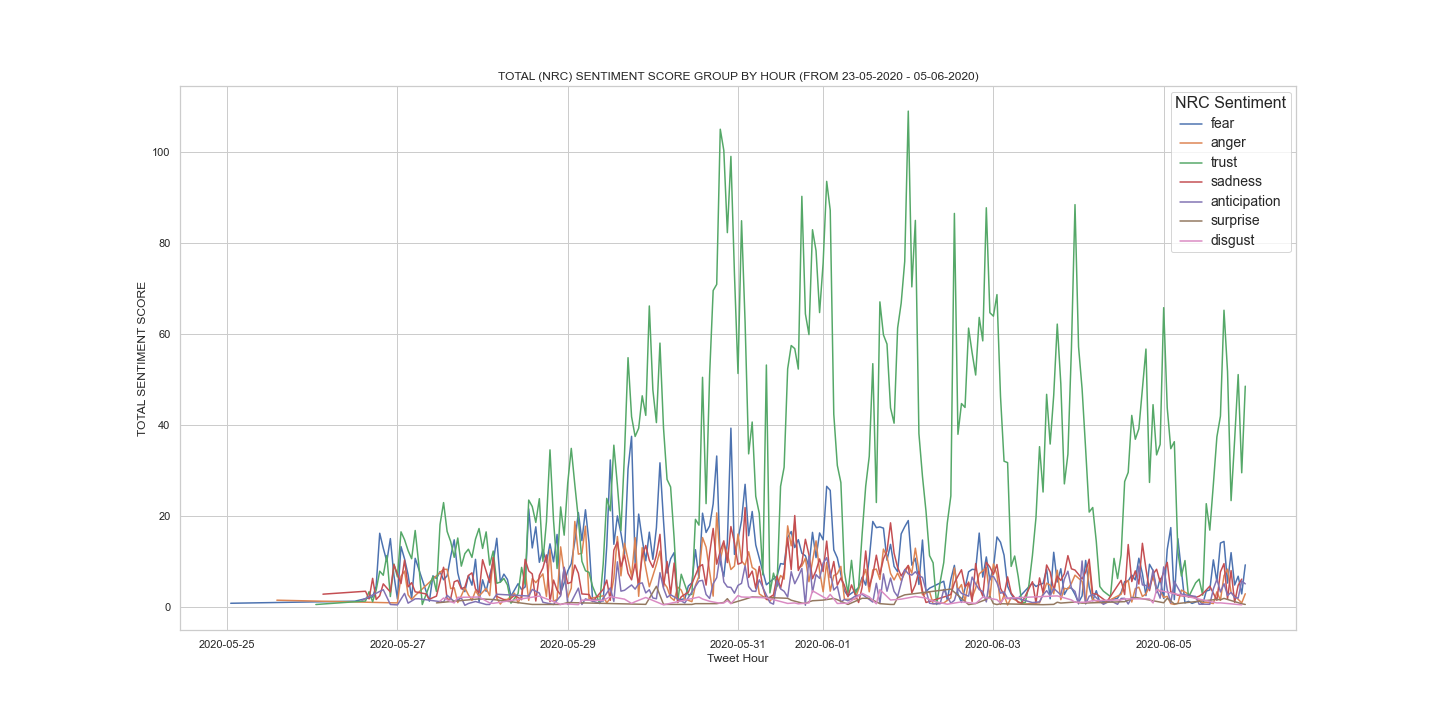 TOTAL (NRC) SENTIMENT SCORE GROUP BY HOUR (FROM 23-05-2020 - 05-06-2020)
NRC Sentiment
fear
anger
trust
sadness
anticipation
surprise
disgust
TOTAL SENTIMENT SCORE
100
80
60
40
20
0
2020-05-25
2020-05-27
2020-05-29
2020-05-31
2020-06-01
2020-06-03
2020-06-05
Tweet Hour